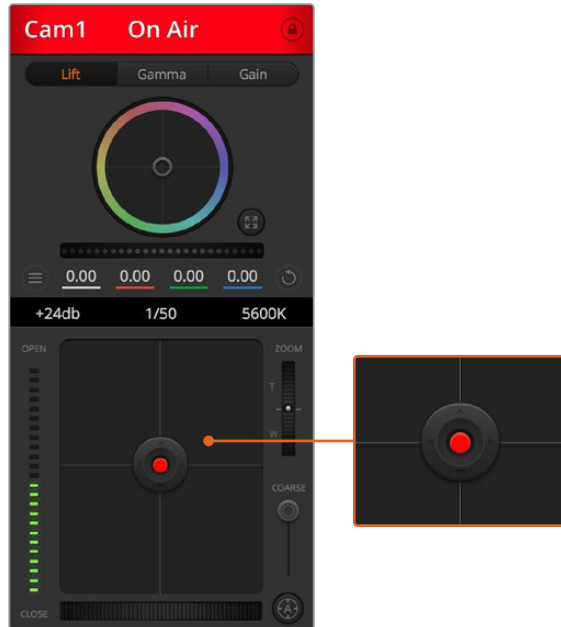 Cam1 On Air
Lift Gamma Gain
0.00 0.00 0.00 0.00
+24db 1/50 5600K
OPEN ZOOM
T
W
COARSE
CLOSE A